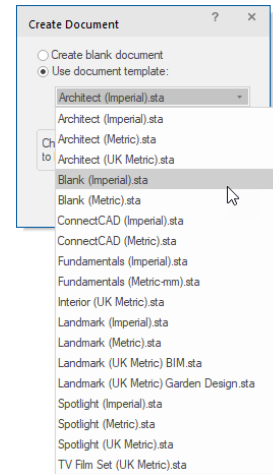 Create Document ? ×
Create blank document
Use document template:
Architect (Imperial).sta
Architect (Imperial).sta
Architect (Metric).sta
Architect (UK Metric).sta
Blank (Imperial).sta
Blank (Metric).sta
ConnectCAD (Imperial).sta
ConnectCAD (Metric).sta
Fundamentals (Imperial).sta
Fundamentals (Metric-mm).sta
Interior (UK Metric).sta
Landmark (Imperial).sta
Landmark (Metric).sta
Landmark (UK Metric) BIM.sta
Landmark (UK Metric) Garden Design.sta
Spotlight (Imperial).sta
Spotlight (Metric).sta
Spotlight (UK Metric).sta
TV Film Set (UK Metric).sta
Ch
to